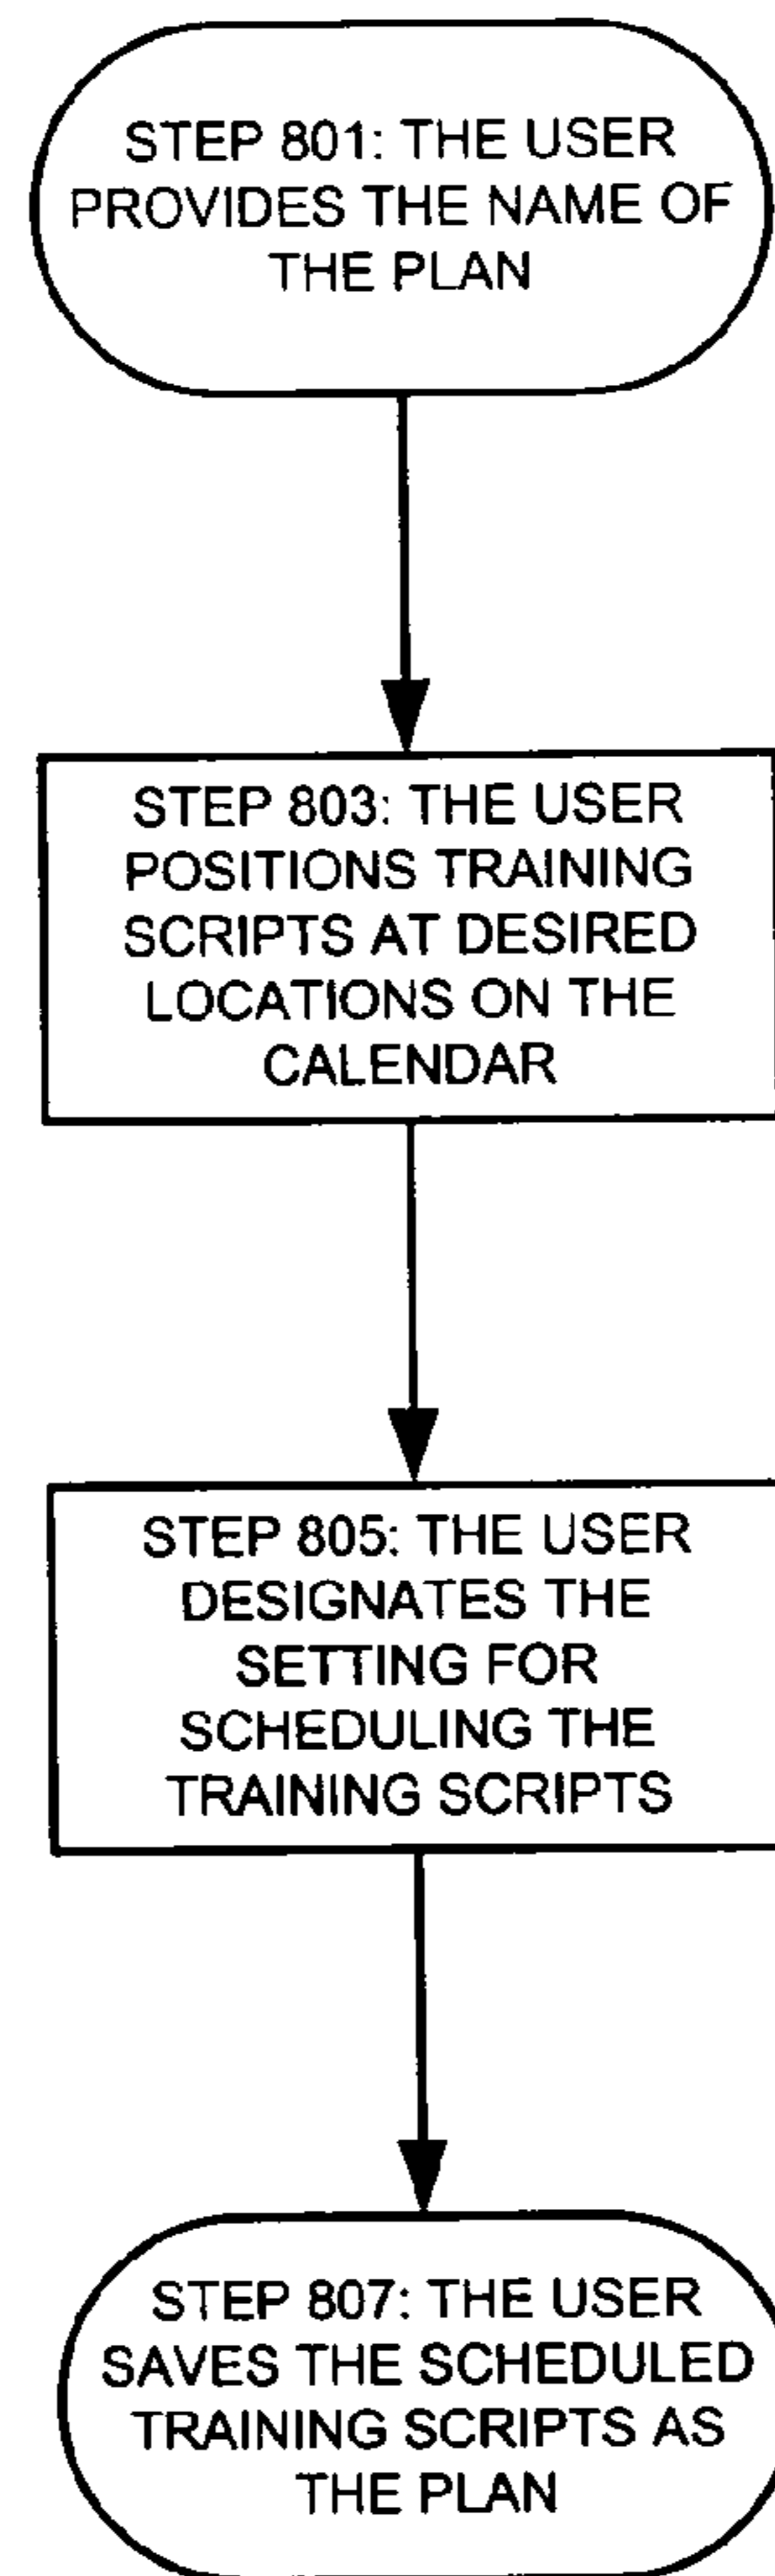 STEP 801: THE USER
PROVIDES THE NAME OF
THE PLAN
STEP 803: THE USER
POSITIONS TRAINING
SCRIPTS AT DESIRED
LOCATIONS ON THE
CALENDAR
STEP 805: THE USER
DESIGNATES THE
SETTING FOR
SCHEDULING THE
TRAINING SCRIPTS
STEP 807: THE USER
SAVES THE SCHEDULED
TRAINING SCRIPTS AS
THE PLAN